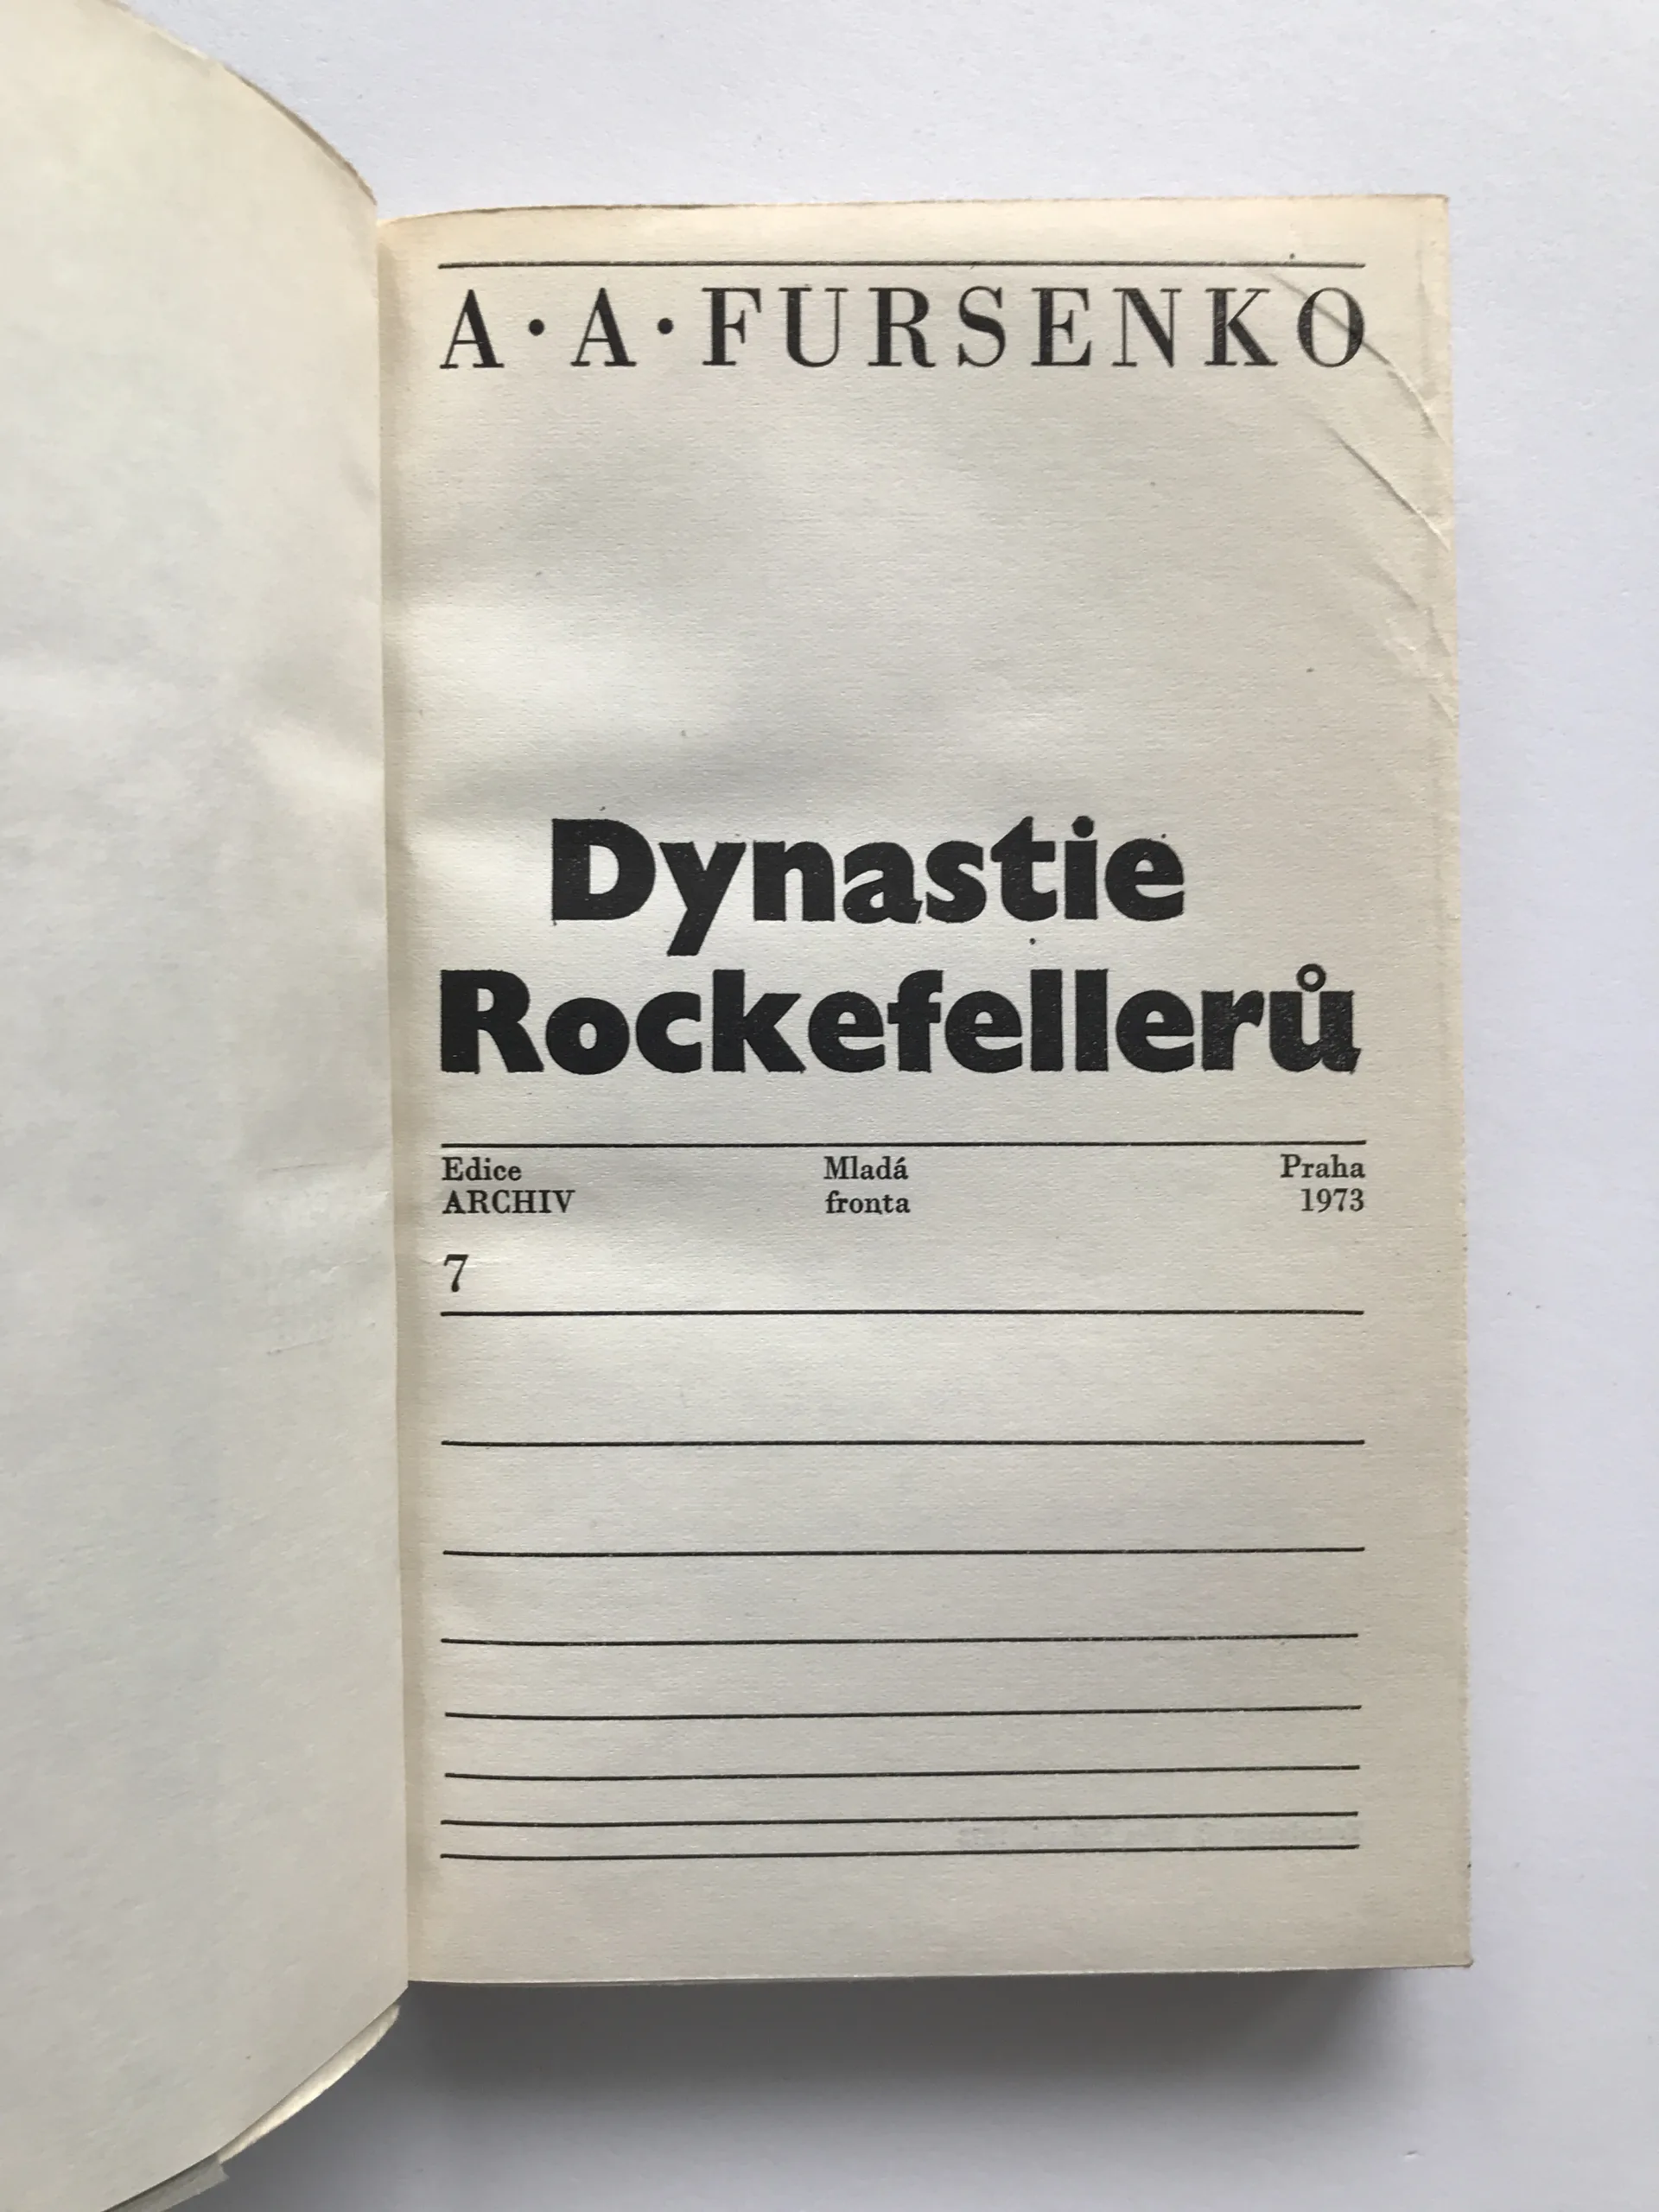 A·A·FURSENKO
Dynastie
Rockefellerů
Edice
ARCHIV
7
Mladá
fronta
Praha
1973